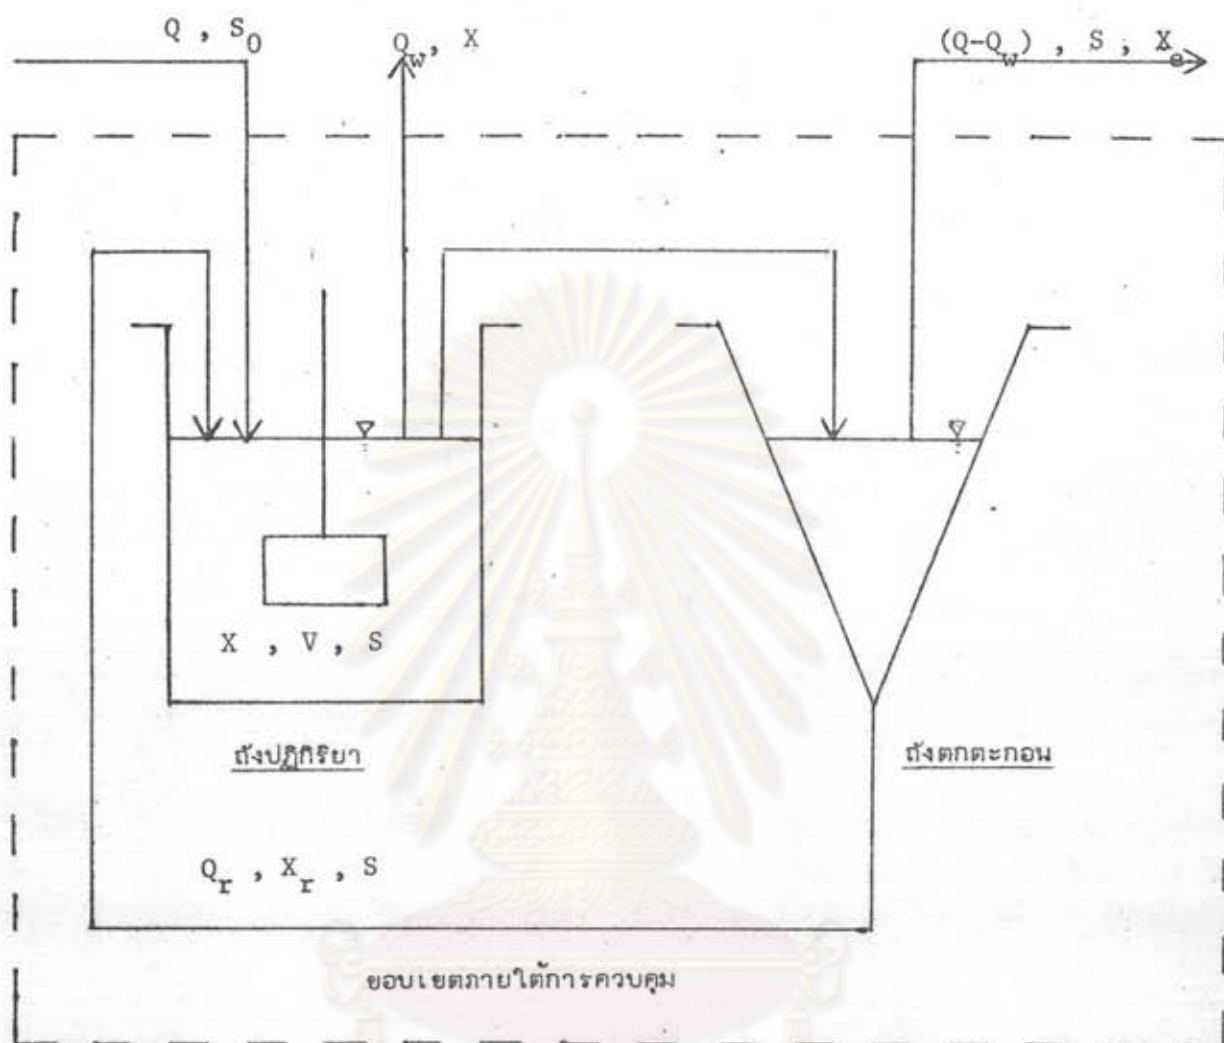 Q , S0
Qw, X
(Q-Qw) , S , Xe
X , V , S
ถังปฏิกิริยา
ถังตกตะกอน
Qr , Xr , S
ขอบเขตภายใต้การควบคุม